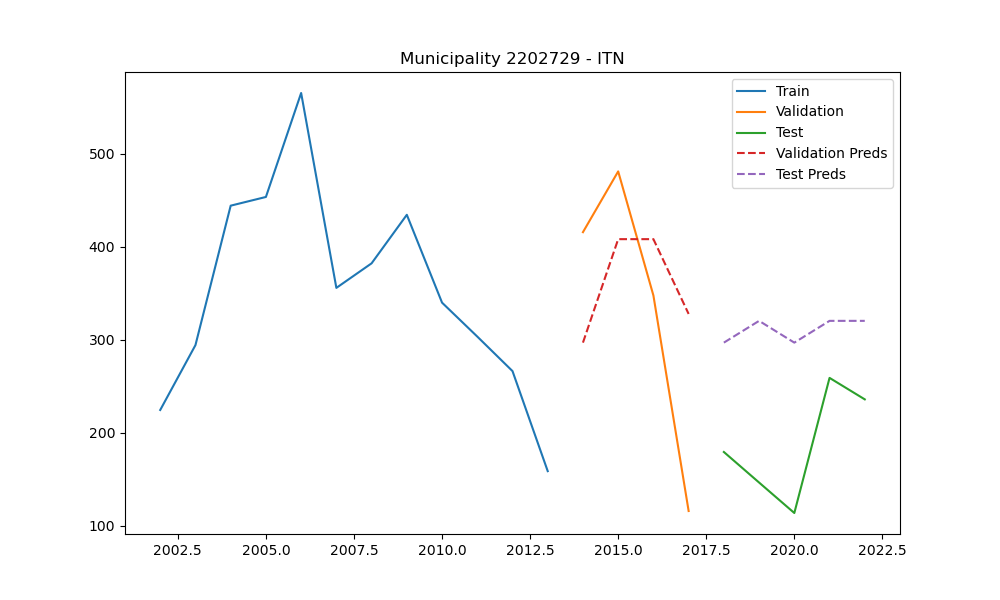 Municipality 2202729 - ITN
Train
Validation
Test
Validation Preds
Test Preds
500
400
300
200
100
2002.5 2005.0 2007.5 2010.0 2012.5 2015.0 2017.5 2020.0 2022.5